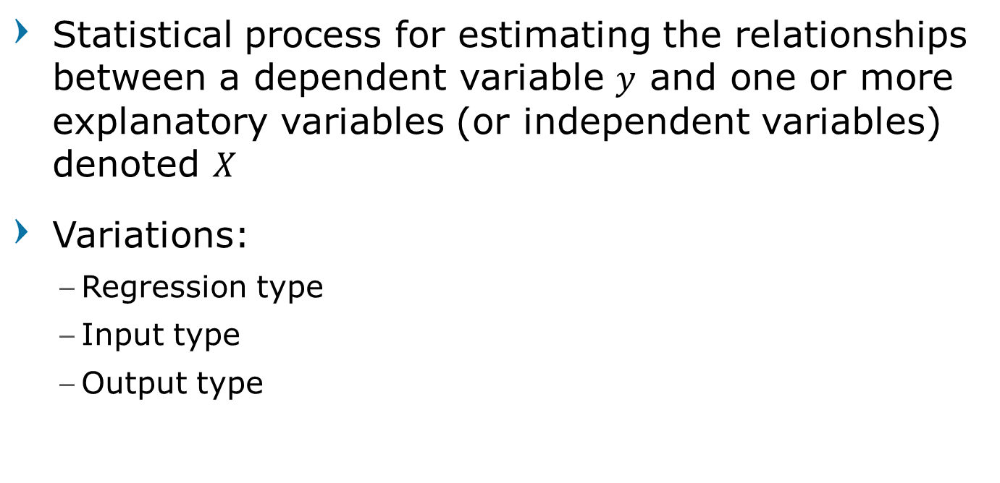 Statistical process for estimating the relationships
between a dependent variable y and one or more
explanatory variables (or independent variables)
denoted X
Variations:
– Regression type
– Input type
– Output type